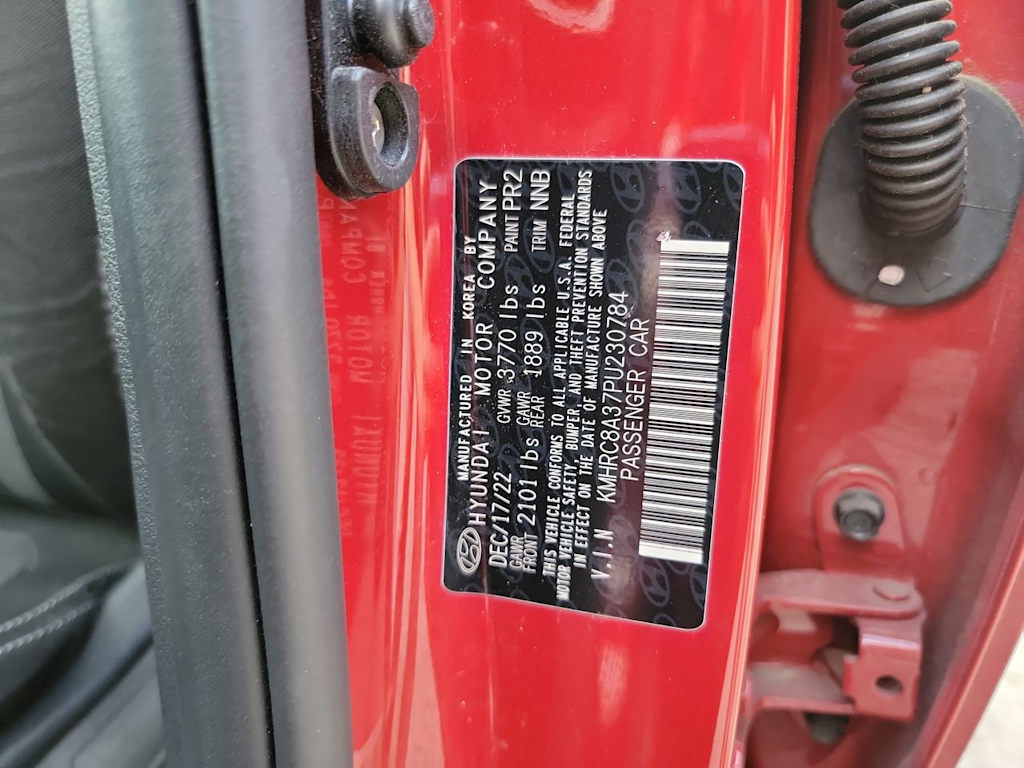 MANUFACTURED IN KOREA BY
HYUNDAI MOTOR COMPANY
DEC/17/22 GVWR 3770 lbs PAINT PR2
GAWR FRONT 2101 lbs GAWR REAR 1889 lbs TRIM NNB
THIS VEHICLE CONFORMS TO ALL APPLICABLE U.S.A. FEDERAL
MOTOR VEHICLE SAFETY, BUMPER, AND THEFT PREVENTION STANDARDS
IN EFFECT ON THE DATE OF MANUFACTURE SHOWN ABOVE
V.I.N KMHRC8A37PU230784
PASSENGER CAR